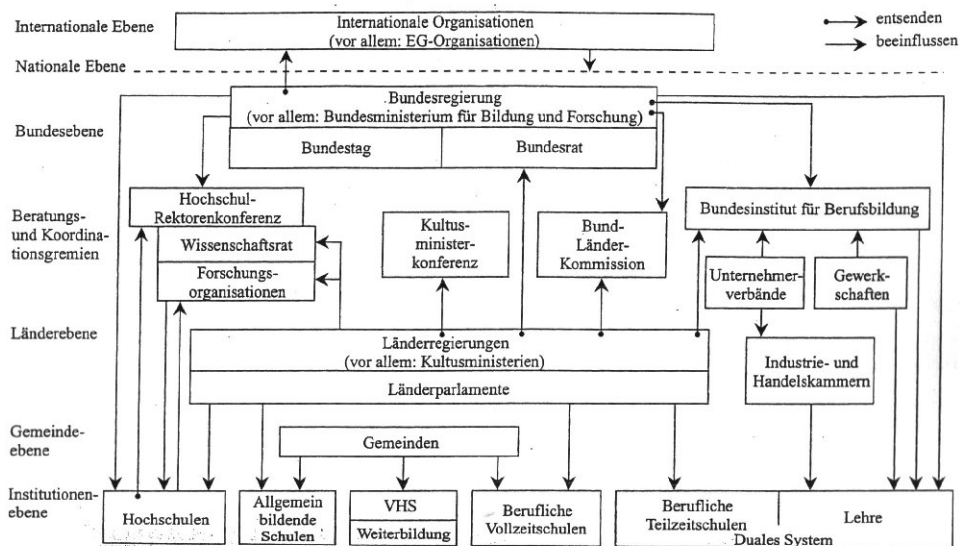 Internationale Ebene
Internationale Organisationen
(vor allem: EG-Organisationen)
entsenden
beeinflussen
Nationale Ebene
Bundesebene
Bundesregierung
(vor allem: Bundesministerium für Bildung und Forschung)
Bundestag
Bundesrat
Beratungs-
und Koordina-
tionsgremien
Hochschul-
Rektorenkonferenz
Wissenschaftsrat
Forschungs-
organisationen
Kultus-
minister-
konferenz
Bund-
Länder-
Kommission
Bundesinstitut für Berufsbildung
Unternehmer-
verbände
Gewerk-
schaften
Länderebene
Länderregierungen
(vor allem: Kultusministerien)
Länderparlamente
Industrie- und
Handelskammern
Gemeinde-
ebene
Gemeinden
Institutionen-
ebene
Hochschulen
Allgemein
bildende
Schulen
VHS
Weiterbildung
Berufliche
Vollzeitschulen
Berufliche
Teilzeitschulen
Lehre
Duales System